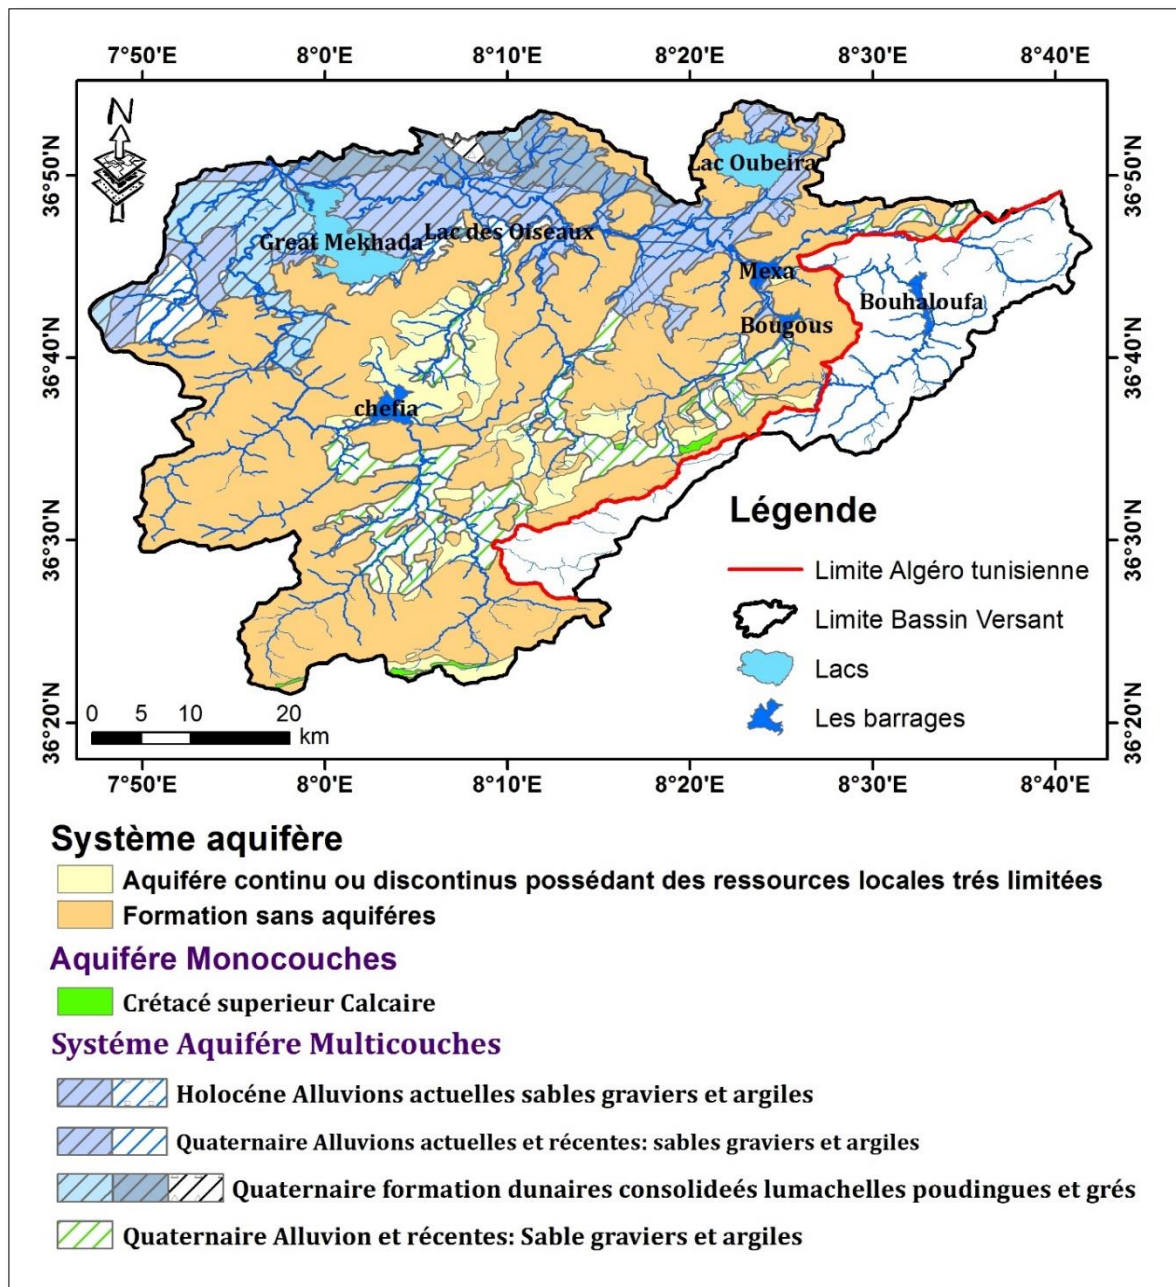 7°50'E 8°0'E 8°10'E 8°20'E 8°30'E 8°40'E
N
36°50'N 36°50'N
36°40'N 36°40'N
36°30'N 36°30'N
36°20'N 36°20'N
Lac Oubeira
Great Mekhada
Lac des Oiseaux
Mexa
Bouhaloufa
Bougous
chefia
Légende
Limite Algéro tunisienne
Limite Bassin Versant
Lacs
Les barrages
0 5 10 20
km
7°50'E 8°0'E 8°10'E 8°20'E 8°30'E 8°40'E
Système aquifère
Aquifére continu ou discontinus possédant des ressources locales trés limitées
Formation sans aquiféres
Aquifére Monocouches
Crétacé superieur Calcaire
Systéme Aquifére Multicouches
Holocéne Alluvions actuelles sables graviers et argiles
Quaternaire Alluvions actuelles et récentes: sables graviers et argiles
Quaternaire formation dunaires consolideés lumachelles poudingues et grés
Quaternaire Alluvion et récentes: Sable graviers et argiles